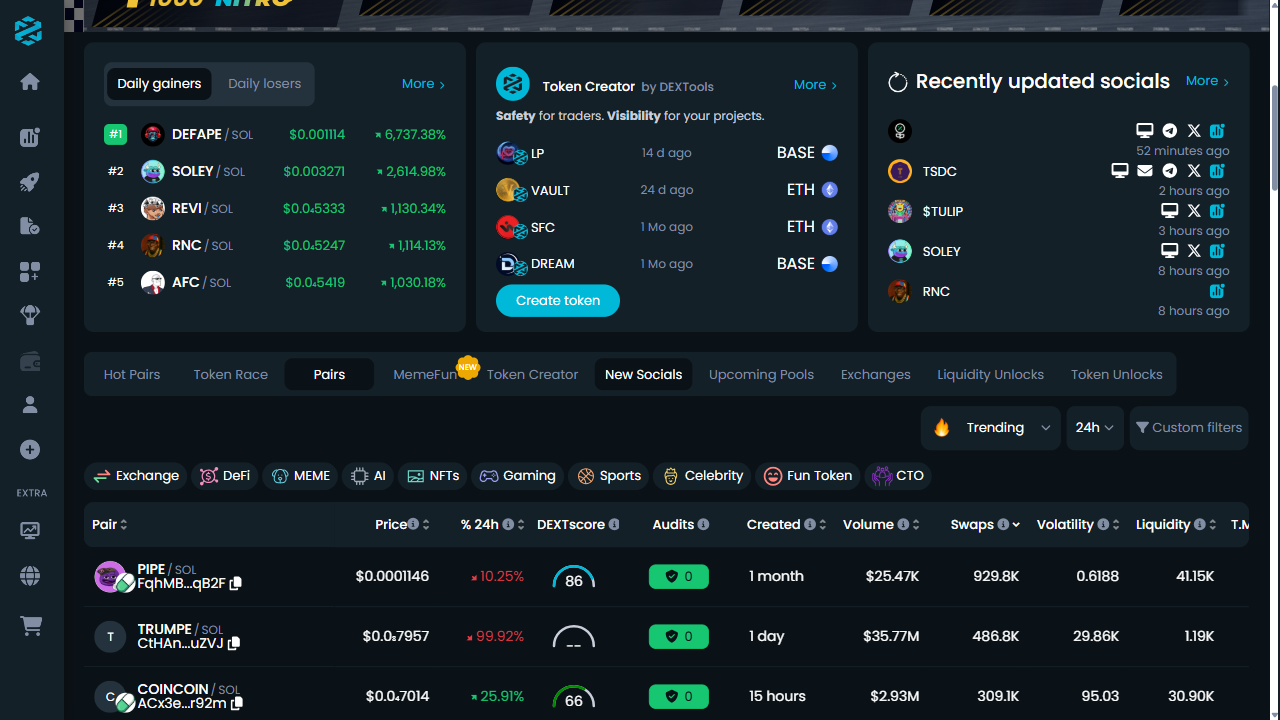 1000 NITRO
Daily gainers Daily losers More
#1 DEFAPE / SOL $0.001114 6,737.38%
#2 SOLEY / SOL $0.003271 2,614.98%
#3 REVI / SOL $0.0₄5333 1,130.34%
#4 RNC / SOL $0.0₄5247 1,114.13%
#5 AFC / SOL $0.0₄5419 1,030.18%
Token Creator by DEXTools More
Safety for traders. Visibility for your projects.
LP 14 d ago BASE
VAULT 24 d ago ETH
SFC 1 Mo ago ETH
DREAM 1 Mo ago BASE
Create token
Recently updated socials More
52 minutes ago
TSDC
2 hours ago
$TULIP
3 hours ago
SOLEY
8 hours ago
RNC
8 hours ago
EXTRA
Hot Pairs Token Race Pairs MemeFun NEW Token Creator New Socials Upcoming Pools Exchanges Liquidity Unlocks Token Unlocks
Trending 24h Custom filters
Exchange DeFi MEME AI NFTs Gaming Sports Celebrity Fun Token CTO
Pair Price % 24h DEXTscore Audits Created Volume Swaps Volatility Liquidity T.M
PIPE / SOL
FqhMB...qB2F $0.0001146 10.25% 86 0 1 month $25.47K 929.8K 0.6188 41.15K
T TRUMPE / SOL
CtHAn...uZVJ 99.92% -- 0 1 day $35.77M 486.8K 29.86K 1.19K
C COINCOIN / SOL
ACx3e...r92m $0.0₄7014 25.91% 66 0 15 hours $2.93M 309.1K 95.03 30.90K